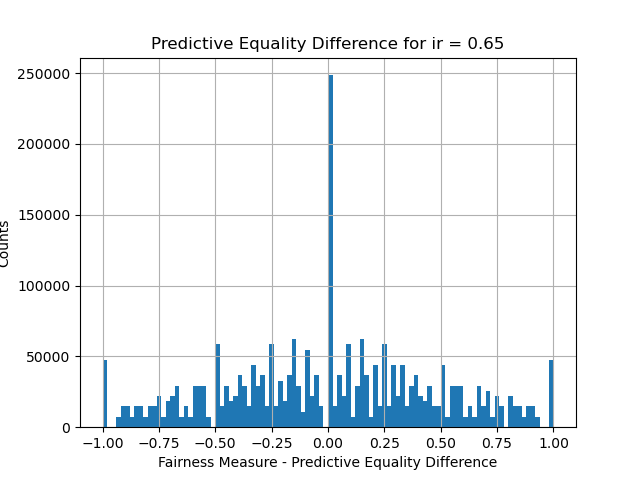 Predictive Equality Difference for ir = 0.65
Counts
250000
200000
150000
100000
50000
0
−1.00 −0.75 −0.50 −0.25 0.00 0.25 0.50 0.75 1.00
Fairness Measure - Predictive Equality Difference